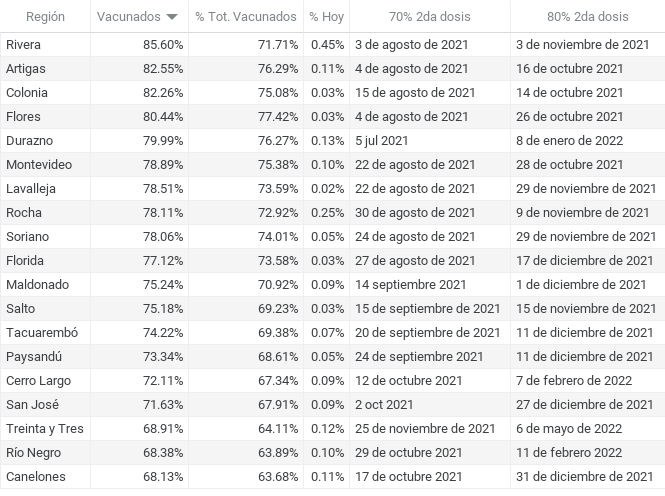 Región Vacunados % Tot. Vacunados % Hoy 70% 2da dosis 80% 2da dosis
Rivera 85.60% 71.71% 0.45% 3 de agosto de 2021 3 de noviembre de 2021
Artigas 82.55% 76.29% 0.11% 4 de agosto de 2021 16 de octubre 2021
Colonia 82.26% 75.08% 0.03% 15 de agosto de 2021 14 de octubre 2021
Flores 80.44% 77.42% 0.03% 4 de agosto de 2021 26 de octubre 2021
Durazno 79.99% 76.27% 0.13% 5 jul 2021 8 de enero de 2022
Montevideo 78.89% 75.38% 0.10% 22 de agosto de 2021 28 de octubre 2021
Lavalleja 78.51% 73.59% 0.02% 22 de agosto de 2021 29 de noviembre de 2021
Rocha 78.11% 72.92% 0.25% 30 de agosto de 2021 9 de noviembre de 2021
Soriano 78.06% 74.01% 0.05% 24 de agosto de 2021 29 de noviembre de 2021
Florida 77.12% 73.58% 0.03% 27 de agosto de 2021 17 de diciembre de 2021
Maldonado 75.24% 70.92% 0.09% 14 septiembre 2021 1 de diciembre de 2021
Salto 75.18% 69.23% 0.03% 15 de septiembre de 2021 15 de noviembre de 2021
Tacuarembó 74.22% 69.38% 0.07% 20 de septiembre de 2021 11 de diciembre de 2021
Paysandú 73.34% 68.61% 0.05% 24 de septiembre 2021 11 de diciembre de 2021
Cerro Largo 72.11% 67.34% 0.09% 12 de octubre 2021 7 de febrero de 2022
San José 71.63% 67.91% 0.09% 2 oct 2021 27 de diciembre de 2021
Treinta y Tres 68.91% 64.11% 0.12% 25 de noviembre de 2021 6 de mayo de 2022
Río Negro 68.38% 63.89% 0.10% 29 de octubre 2021 11 de febrero 2022
Canelones 68.13% 63.68% 0.11% 17 de octubre 2021 31 de diciembre de 2021